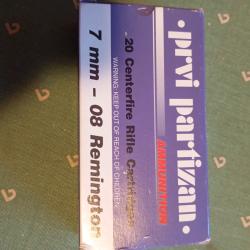 • prvi partizan •
AMMUNITION
20 Centerfire Rifle Cartridges
WARNING: KEEP OUT OF REACH OF CHILDREN
7 mm – 08 Remington